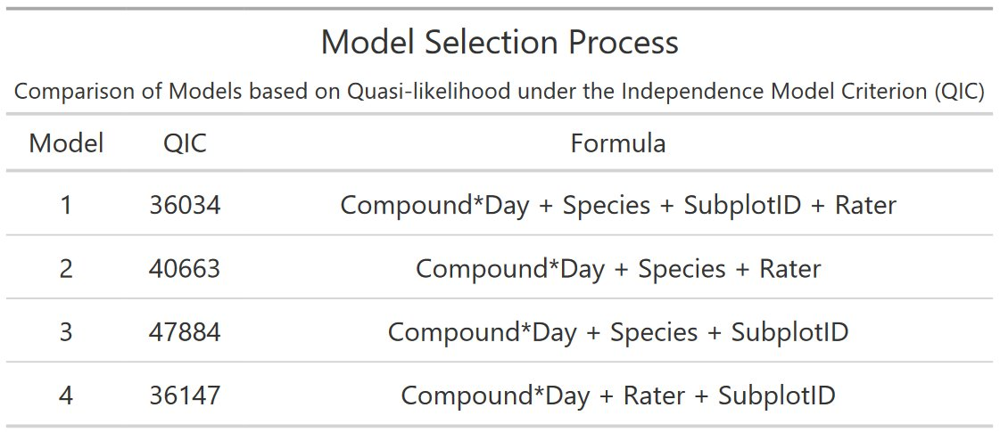 Model Selection Process
Comparison of Models based on Quasi-likelihood under the Independence Model Criterion (QIC)
Model QIC Formula
1 36034 Compound*Day + Species + SubplotID + Rater
2 40663 Compound*Day + Species + Rater
3 47884 Compound*Day + Species + SubplotID
4 36147 Compound*Day + Rater + SubplotID